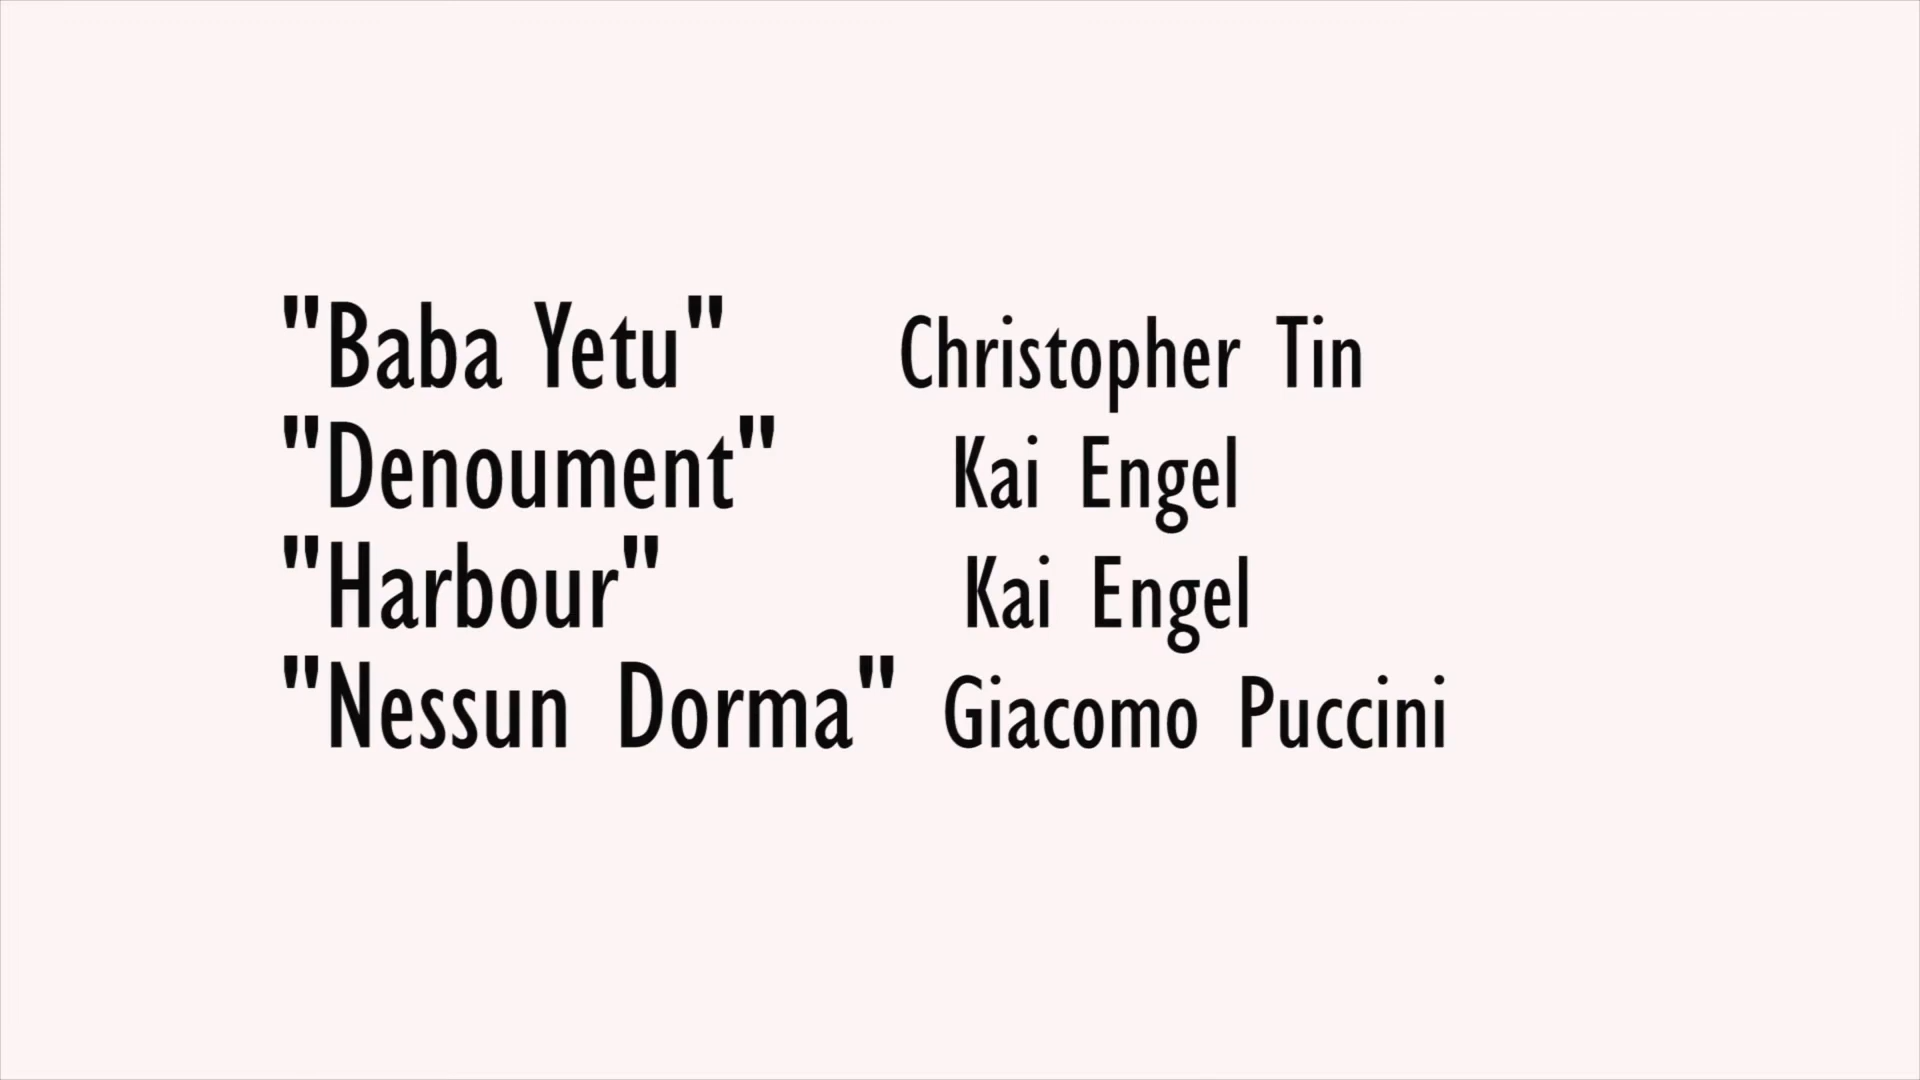 "Baba Yetu" Christopher Tin
"Denoument" Kai Engel
"Harbour" Kai Engel
"Nessun Dorma" Giacomo Puccini